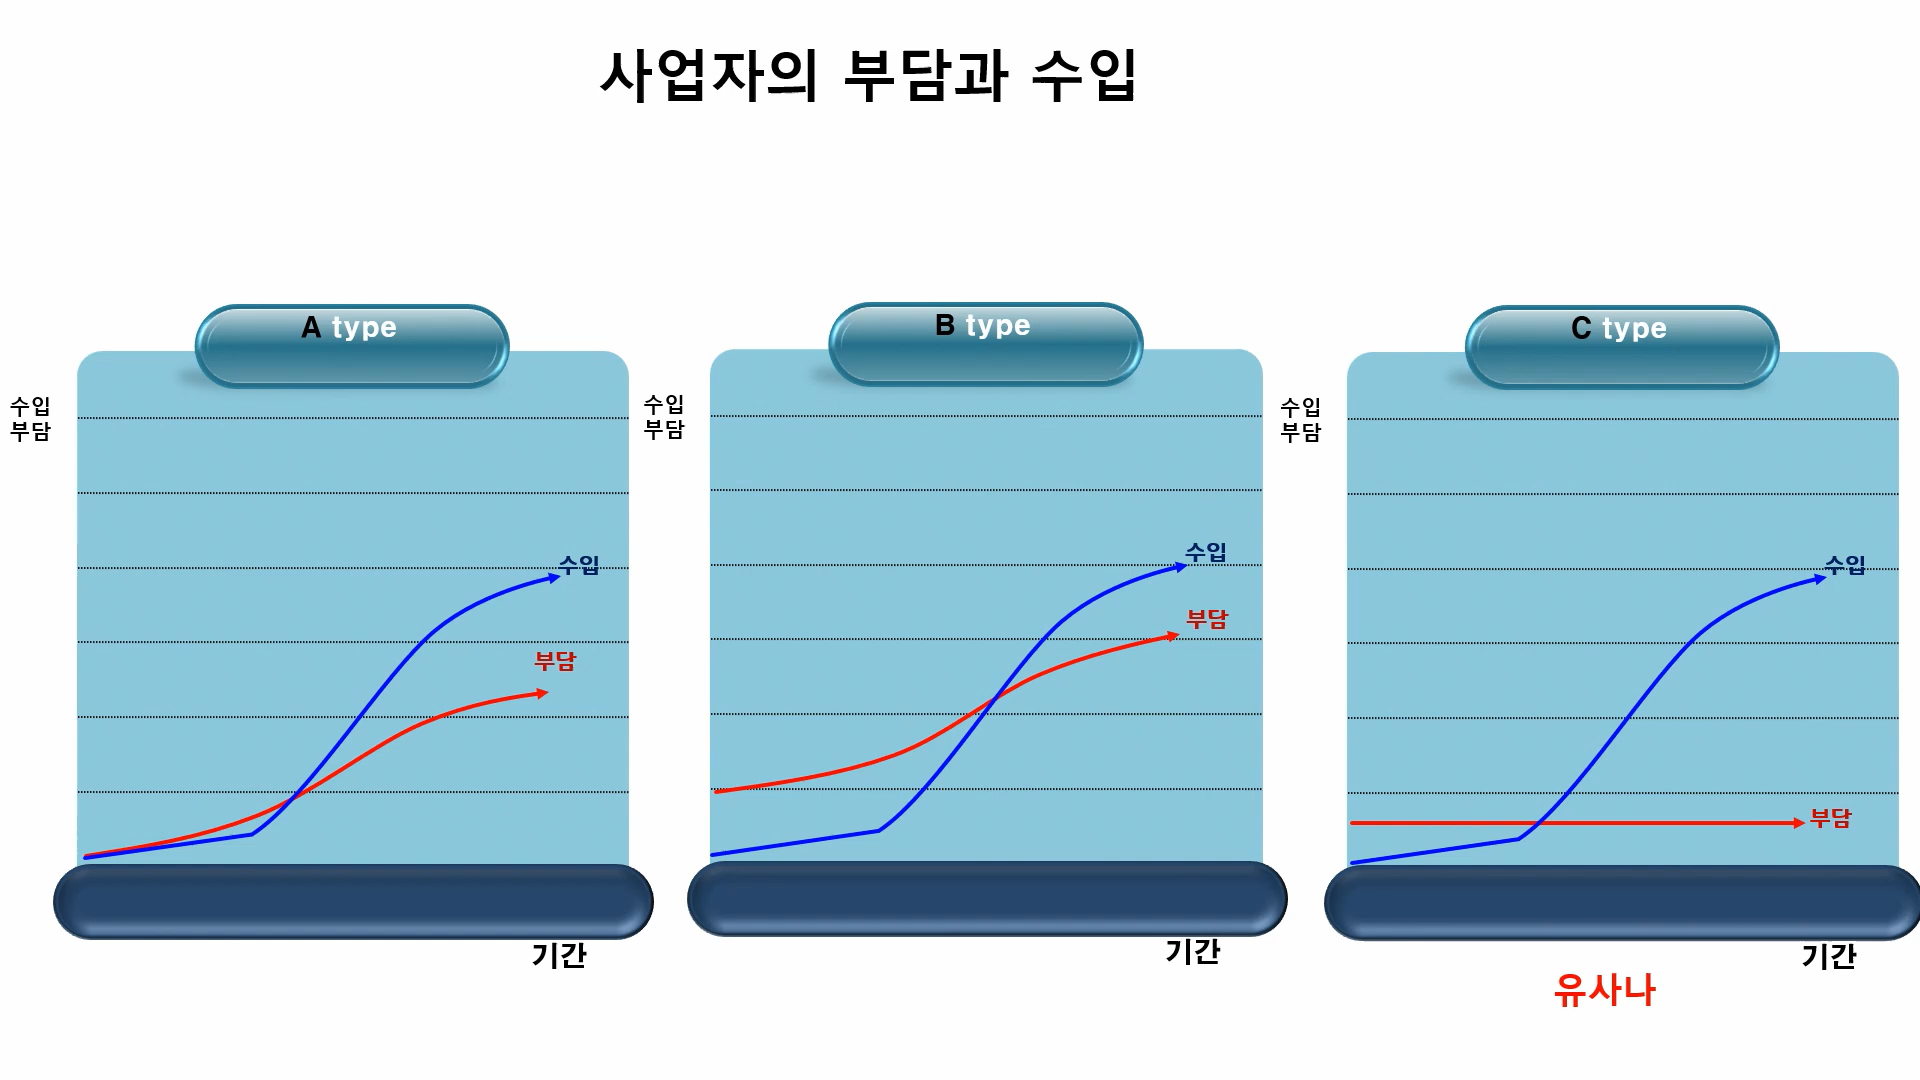 사업자의 부담과 수입
A type
수입
부담
수입
부담
기간
B type
수입
부담
수입
부담
기간
C type
수입
부담
수입
부담
기간
유사나